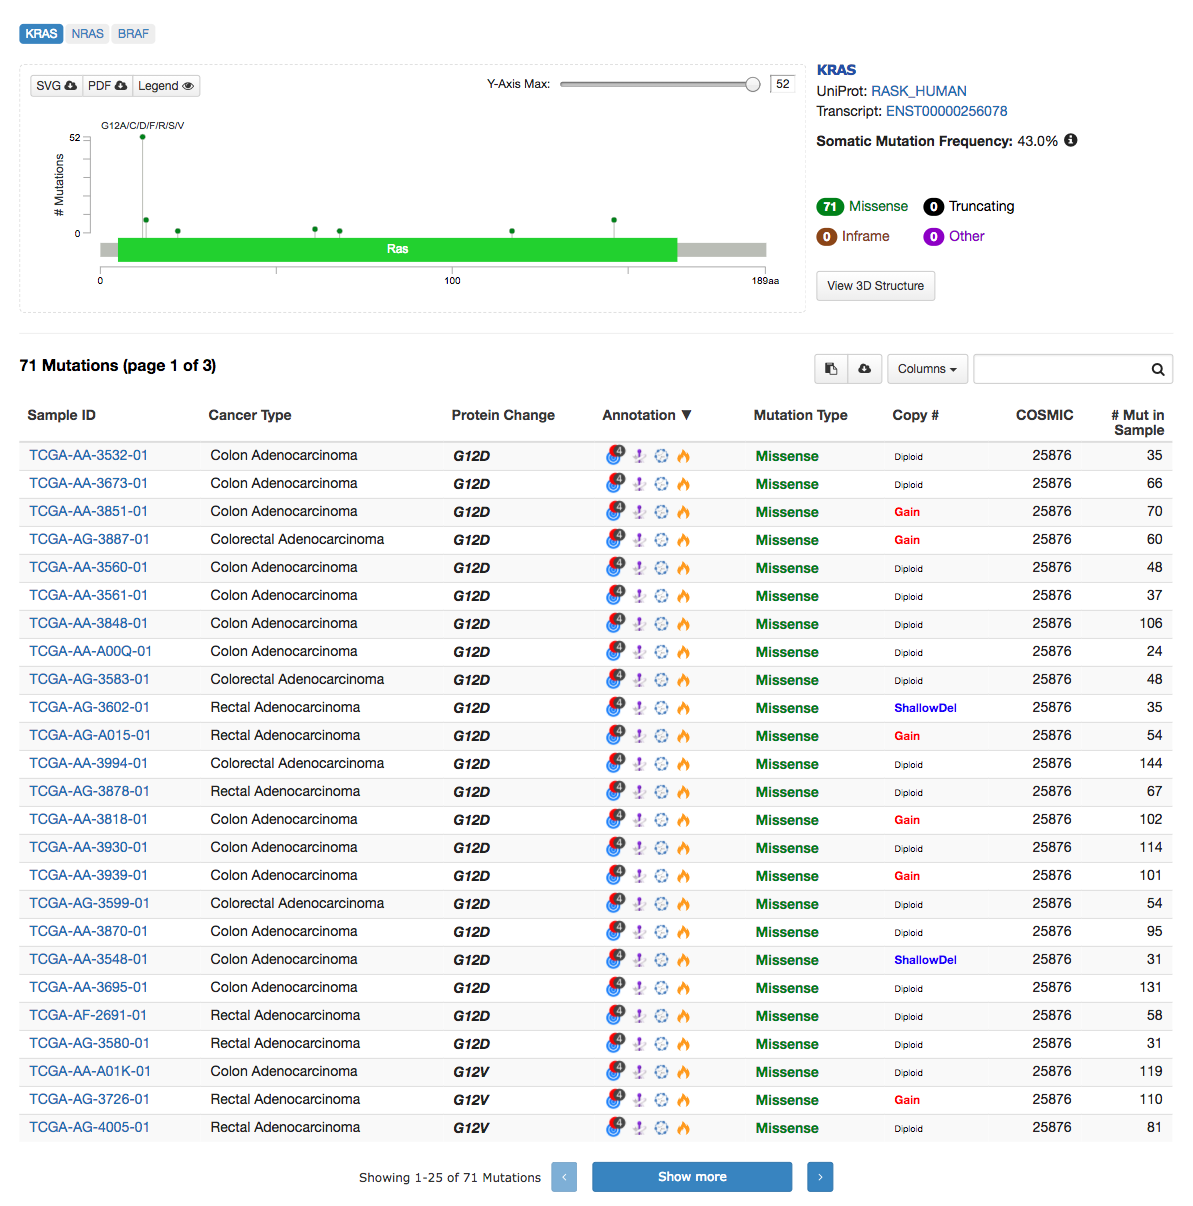 KRAS NRAS BRAF
SVG PDF Legend Y-Axis Max: 52
KRAS
UniProt: RASK_HUMAN
Transcript: ENST00000256078
Somatic Mutation Frequency: 43.0%
71 Missense 0 Truncating
0 Inframe 0 Other
View 3D Structure
G12A/C/D/F/R/S/V
52
# Mutations
0
Ras
0 100 189aa
71 Mutations (page 1 of 3) Columns
Sample ID Cancer Type Protein Change Annotation ▼ Mutation Type Copy # COSMIC # Mut in
Sample
TCGA-AA-3532-01 Colon Adenocarcinoma G12D 4 Missense Diploid 25876 35
TCGA-AA-3673-01 Colon Adenocarcinoma G12D 4 Missense Diploid 25876 66
TCGA-AA-3851-01 Colon Adenocarcinoma G12D 4 Missense Gain 25876 70
TCGA-AG-3887-01 Colorectal Adenocarcinoma G12D 4 Missense Gain 25876 60
TCGA-AA-3560-01 Colon Adenocarcinoma G12D 4 Missense Diploid 25876 48
TCGA-AA-3561-01 Colon Adenocarcinoma G12D 4 Missense Diploid 25876 37
TCGA-AA-3848-01 Colon Adenocarcinoma G12D 4 Missense Diploid 25876 106
TCGA-AA-A00Q-01 Colon Adenocarcinoma G12D 4 Missense Diploid 25876 24
TCGA-AG-3583-01 Colorectal Adenocarcinoma G12D 4 Missense Diploid 25876 48
TCGA-AG-3602-01 Rectal Adenocarcinoma G12D 4 Missense ShallowDel 25876 35
TCGA-AG-A015-01 Rectal Adenocarcinoma G12D 4 Missense Gain 25876 54
TCGA-AA-3994-01 Colorectal Adenocarcinoma G12D 4 Missense Diploid 25876 144
TCGA-AG-3878-01 Rectal Adenocarcinoma G12D 4 Missense Diploid 25876 67
TCGA-AA-3818-01 Colon Adenocarcinoma G12D 4 Missense Gain 25876 102
TCGA-AA-3930-01 Colon Adenocarcinoma G12D 4 Missense Diploid 25876 114
TCGA-AA-3939-01 Colon Adenocarcinoma G12D 4 Missense Gain 25876 101
TCGA-AG-3599-01 Colorectal Adenocarcinoma G12D 4 Missense Diploid 25876 54
TCGA-AA-3870-01 Colon Adenocarcinoma G12D 4 Missense Diploid 25876 95
TCGA-AA-3548-01 Colon Adenocarcinoma G12D 4 Missense ShallowDel 25876 31
TCGA-AA-3695-01 Colon Adenocarcinoma G12D 4 Missense Diploid 25876 131
TCGA-AF-2691-01 Rectal Adenocarcinoma G12D 4 Missense Diploid 25876 58
TCGA-AG-3580-01 Rectal Adenocarcinoma G12D 4 Missense Diploid 25876 31
TCGA-AA-A01K-01 Colon Adenocarcinoma G12V 4 Missense Diploid 25876 119
TCGA-AG-3726-01 Rectal Adenocarcinoma G12V 4 Missense Gain 25876 110
TCGA-AG-4005-01 Rectal Adenocarcinoma G12V 4 Missense Diploid 25876 81
Showing 1-25 of 71 Mutations ‹ Show more ›